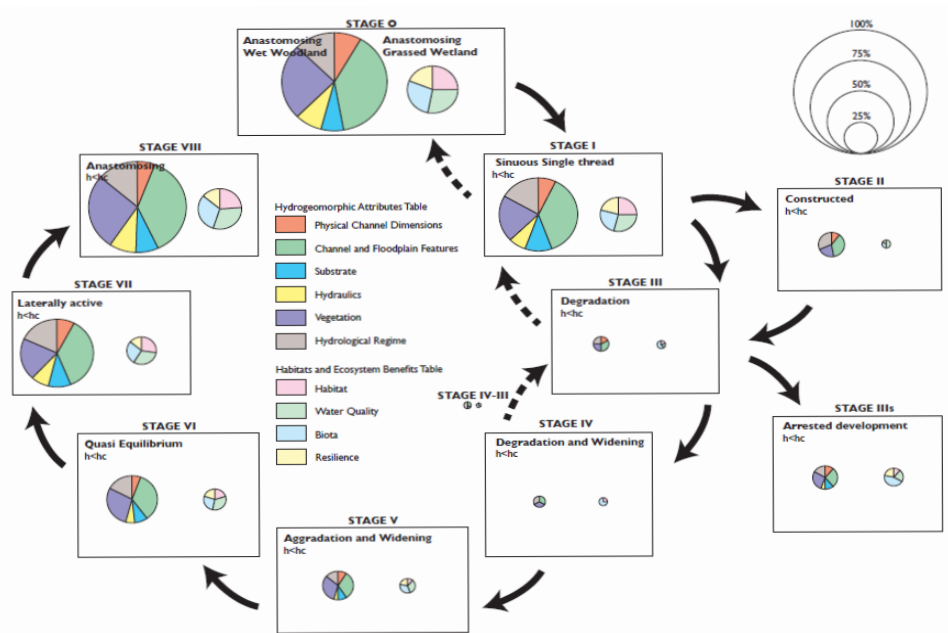 STAGE O
Anastomosing
Wet Woodland
Anastomosing
Grassed Wetland
100%
75%
50%
25%
STAGE VIII
Anastomosing
h<hc
STAGE I
Sinuous Single thread
h<hc
STAGE II
Constructed
h<hc
Hydrogeomorphic Attributes Table
Physical Channel Dimensions
Channel and Floodplain Features
Substrate
Hydraulics
Vegetation
Hydrological Regime
Habitats and Ecosystem Benefits Table
Habitat
Water Quality
Biota
Resilience
STAGE VII
Laterally active
h<hc
STAGE III
Degradation
h<hc
STAGE IV-III
STAGE IIIs
Arrested development
h<hc
STAGE VI
Quasi Equilibrium
h<hc
STAGE IV
Degradation and Widening
h<hc
STAGE V
Aggradation and Widening
h<hc